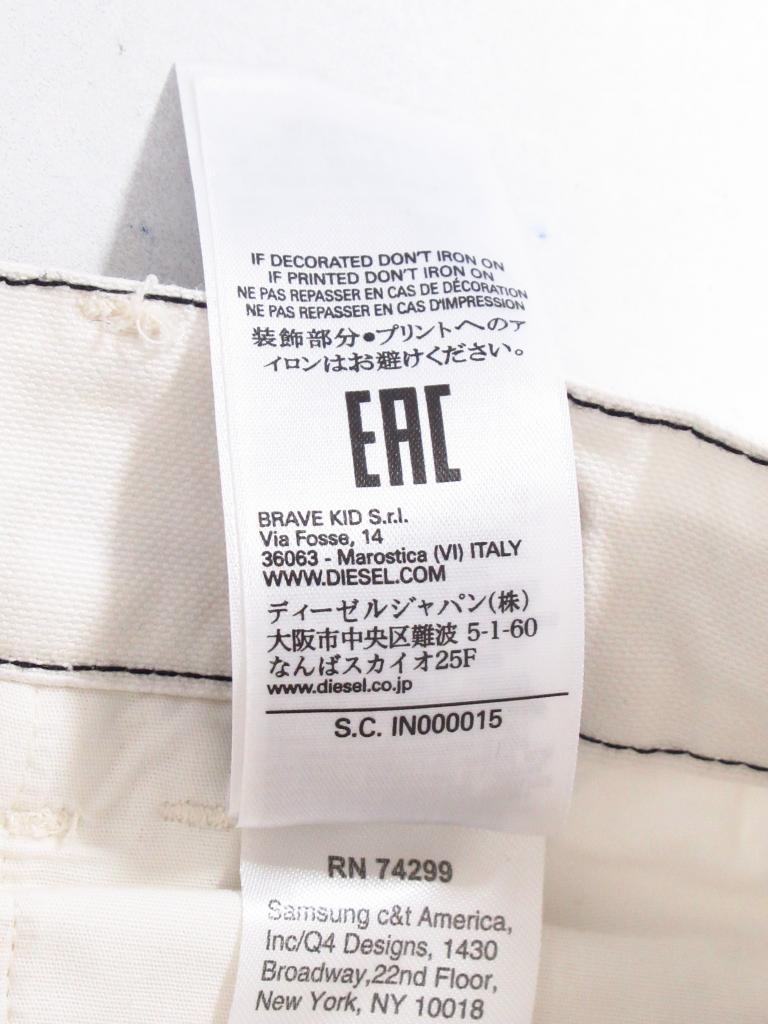 IF DECORATED DON'T IRON ON
IF PRINTED DON'T IRON ON
NE PAS REPASSER EN CAS DE DÉCORATION
NE PAS REPASSER EN CAS D'IMPRESSION
装飾部分●プリントへのア
イロンはお避けください。
EAC
BRAVE KID S.r.l.
Via Fosse, 14
36063 - Marostica (VI) ITALY
WWW.DIESEL.COM
ディーゼルジャパン(株)
大阪市中央区難波 5-1-60
なんばスカイオ25F
www.diesel.co.jp
S.C. IN000015
RN 74299
Samsung c&t America,
Inc/Q4 Designs, 1430
Broadway,22nd Floor,
New York, NY 10018